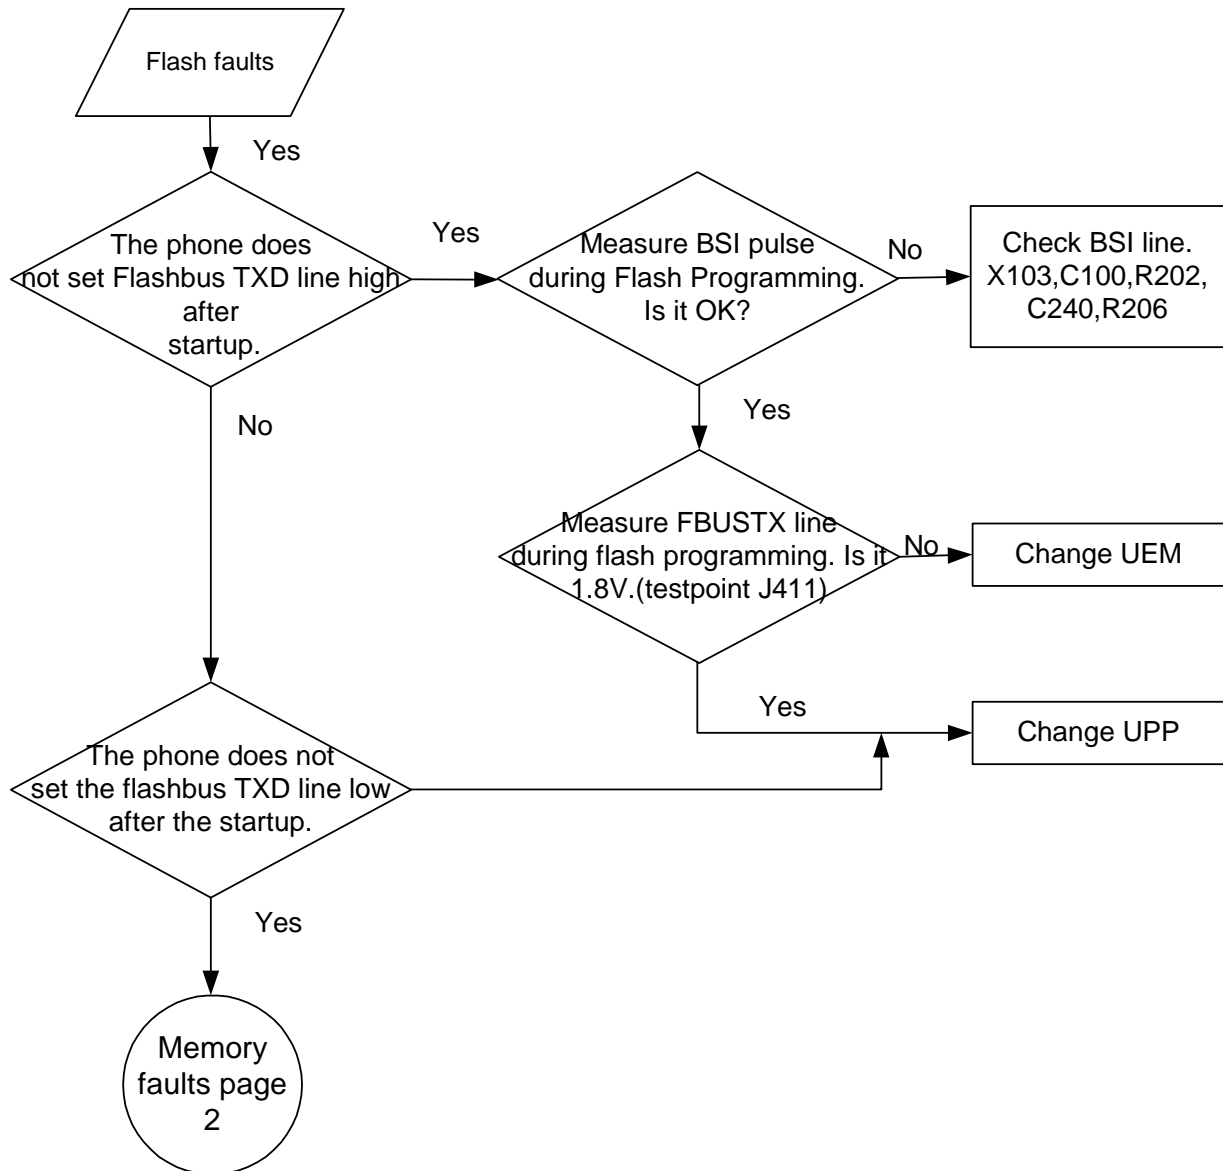 Flash faults
Yes
The phone does
not set Flashbus TXD line high
after
startup.
Yes
Measure BSI pulse
during Flash Programming.
Is it OK?
No
Check BSI line.
X103,C100,R202,
C240,R206
No
Yes
Measure FBUSTX line
during flash programming. Is it
1.8V.(testpoint J411)
No
Change UEM
Yes
Change UPP
The phone does not
set the flashbus TXD line low
after the startup.
Yes
Memory
faults page
2